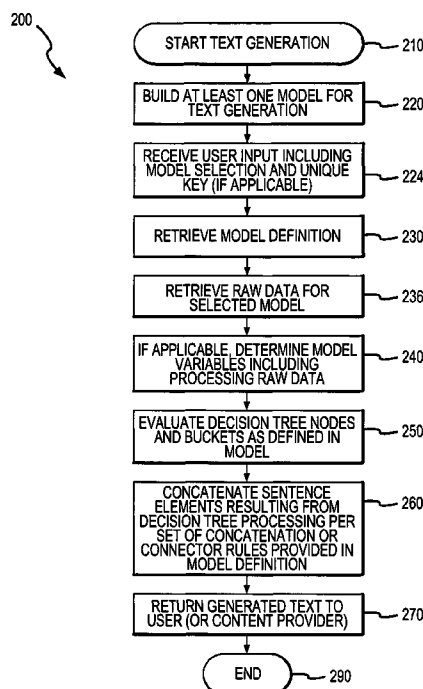 200
START TEXT GENERATION
210
BUILD AT LEAST ONE MODEL FOR
TEXT GENERATION
220
RECEIVE USER INPUT INCLUDING
MODEL SELECTION AND UNIQUE
KEY (IF APPLICABLE)
224
RETRIEVE MODEL DEFINITION
230
RETRIEVE RAW DATA FOR
SELECTED MODEL
236
IF APPLICABLE, DETERMINE MODEL
VARIABLES INCLUDING
PROCESSING RAW DATA
240
EVALUATE DECISION TREE NODES
AND BUCKETS AS DEFINED IN
MODEL
250
CONCATENATE SENTENCE
ELEMENTS RESULTING FROM
DECISION TREE PROCESSING PER
SET OF CONCATENATION OR
CONNECTOR RULES PROVIDED IN
MODEL DEFINITION
260
RETURN GENERATED TEXT TO
USER (OR CONTENT PROVIDER)
270
END
290